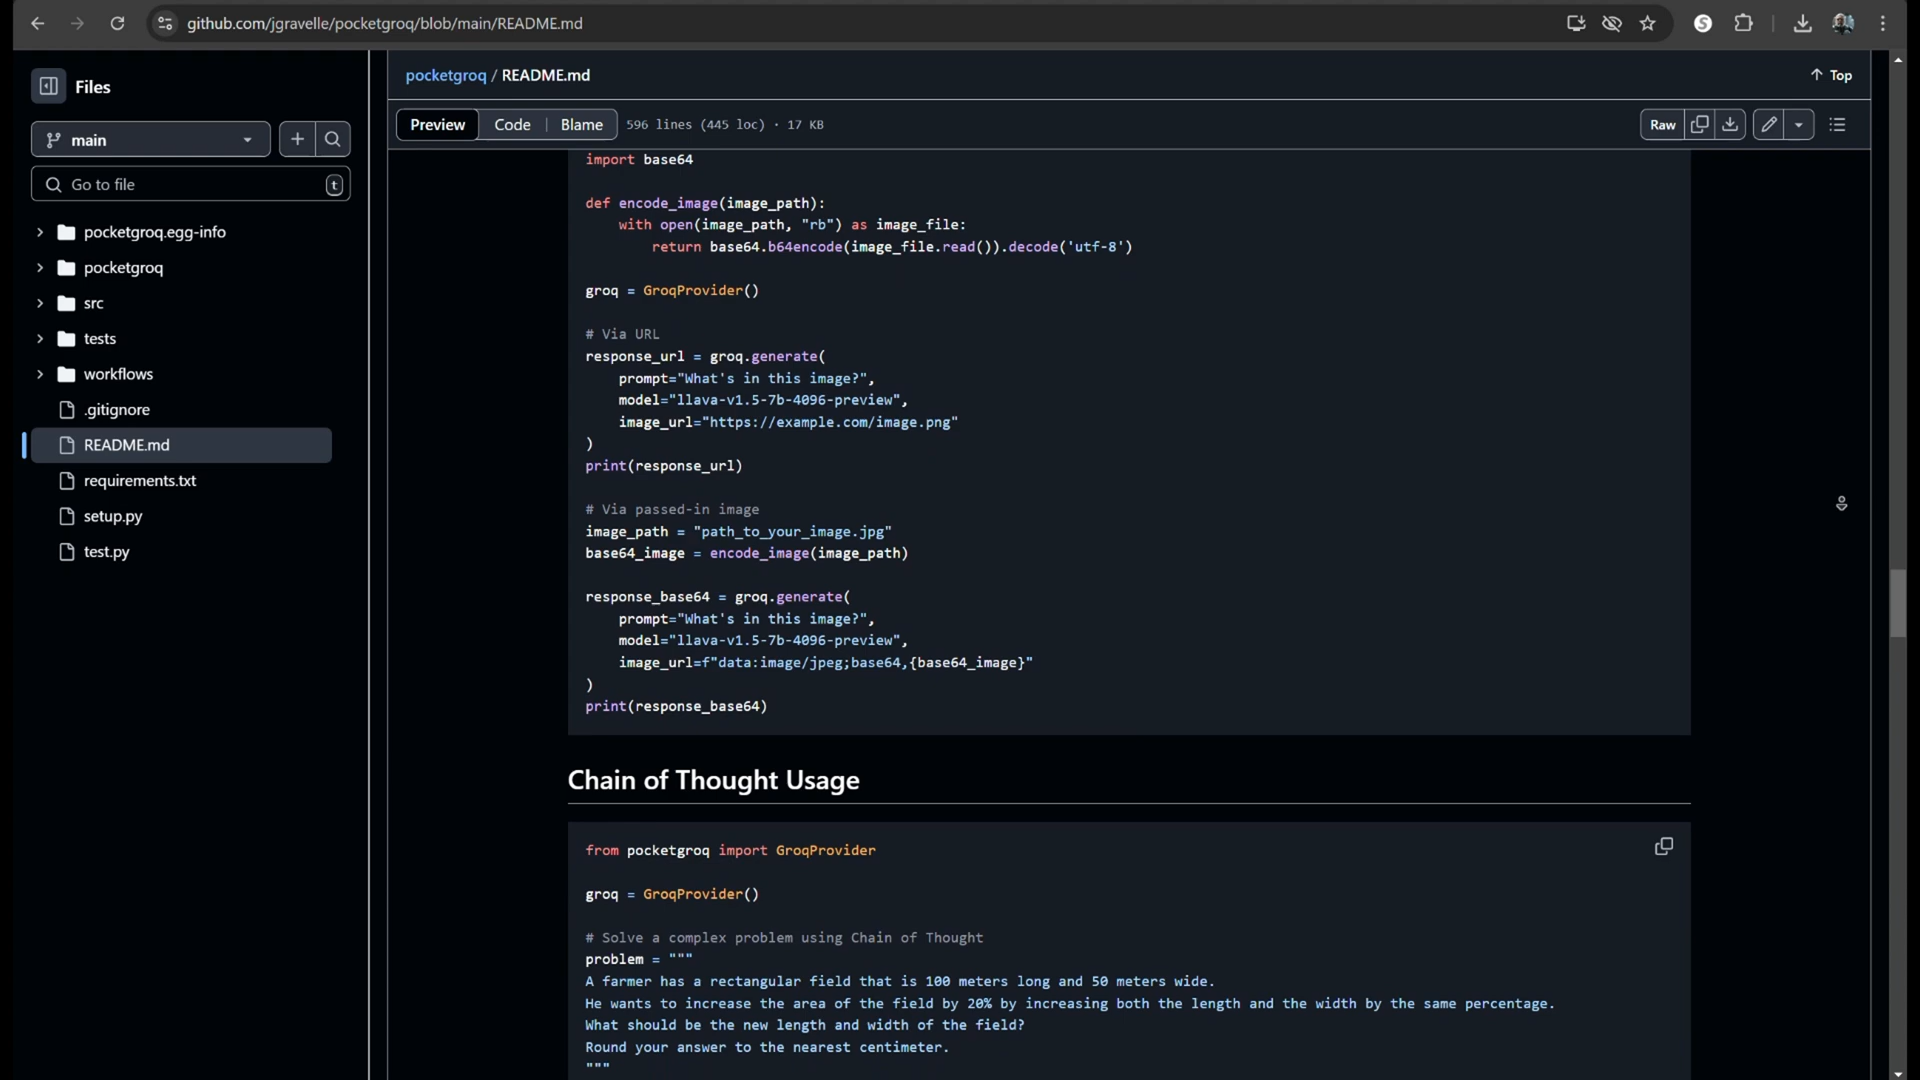 github.com/jgravelle/pocketgroq/blob/main/README.md
S
Files
main
Go to file
t
pocketgroq.egg-info
pocketgroq
src
tests
workflows
.gitignore
README.md
requirements.txt
setup.py
test.py
pocketgroq / README.md
Top
Preview
Code
Blame
596 lines (445 loc) · 17 KB
Raw
import base64
def encode_image(image_path):
with open(image_path, "rb") as image_file:
return base64.b64encode(image_file.read()).decode('utf-8')
groq = GroqProvider()
# Via URL
response_url = groq.generate(
prompt="What's in this image?",
model="llava-v1.5-7b-4096-preview",
image_url="https://example.com/image.png"
)
print(response_url)
# Via passed-in image
image_path = "path_to_your_image.jpg"
base64_image = encode_image(image_path)
response_base64 = groq.generate(
prompt="What's in this image?",
model="llava-v1.5-7b-4096-preview",
image_url=f"data:image/jpeg;base64,{base64_image}"
)
print(response_base64)
Chain of Thought Usage
from pocketgroq import GroqProvider
groq = GroqProvider()
# Solve a complex problem using Chain of Thought
problem = """
A farmer has a rectangular field that is 100 meters long and 50 meters wide.
He wants to increase the area of the field by 20% by increasing both the length and the width by the same percentage.
What should be the new length and width of the field?
Round your answer to the nearest centimeter.
"""